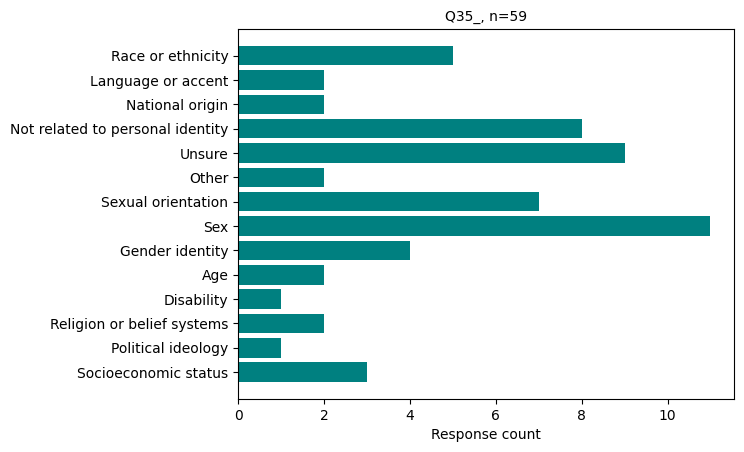 Q35_, n=59
Race or ethnicity
Language or accent
National origin
Not related to personal identity
Unsure
Other
Sexual orientation
Sex
Gender identity
Age
Disability
Religion or belief systems
Political ideology
Socioeconomic status
0 2 4 6 8 10
Response count